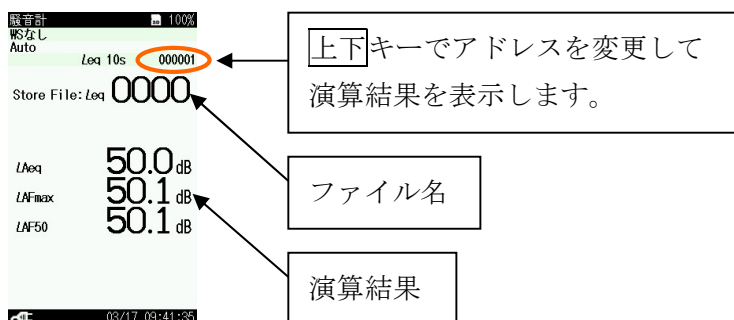 騒音計 100%
WSなし
Auto
Leq 10s 000001
Store File:Leq 0000
LAeq 50.0 dB
LAFmax 50.1 dB
LAF50 50.1 dB
03/17 09:41:35
上下キーでアドレスを変更して
演算結果を表示します。
ファイル名
演算結果